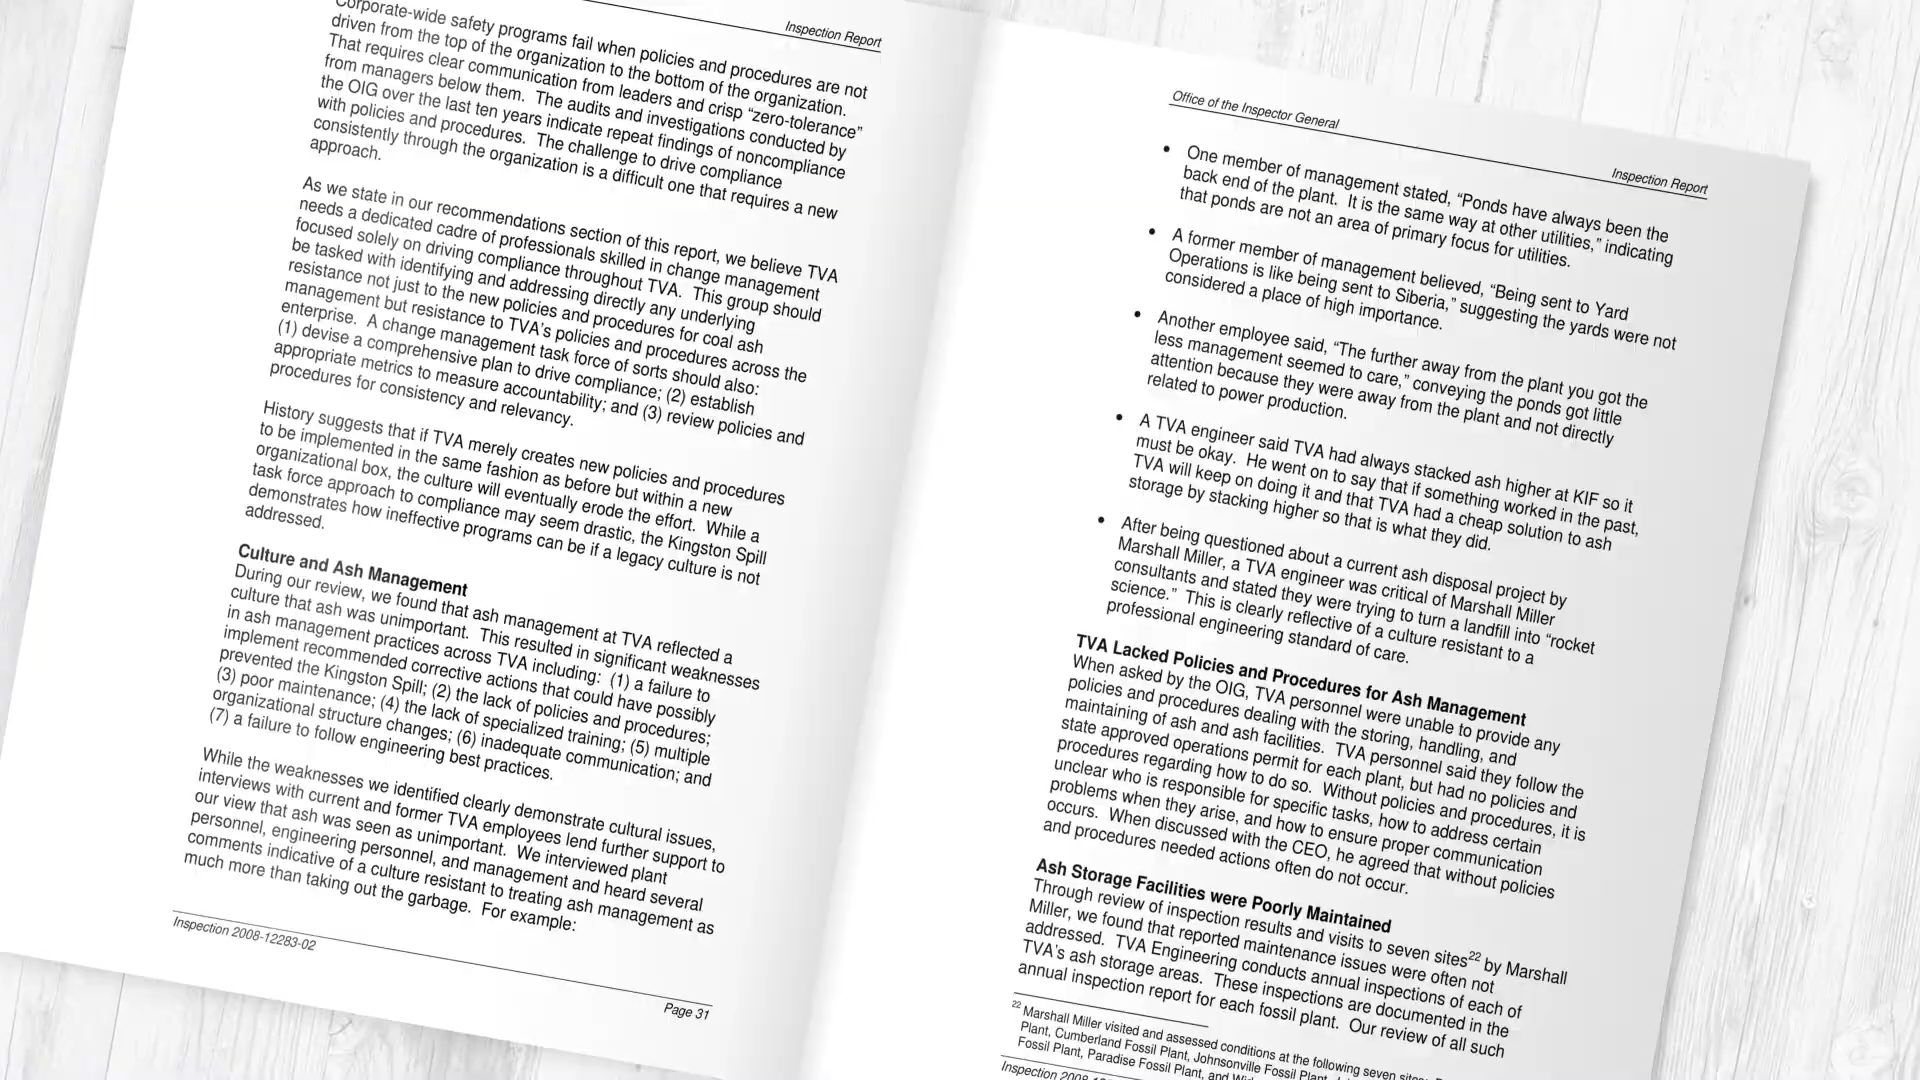 Inspection Report
Corporate-wide safety programs fail when policies and procedures are not
driven from the top of the organization to the bottom of the organization.
That requires clear communication from leaders and crisp “zero-tolerance”
from managers below them. The audits and investigations conducted by
the OIG over the last ten years indicate repeat findings of noncompliance
with policies and procedures. The challenge to drive compliance
consistently through the organization is a difficult one that requires a new
approach.
As we state in our recommendations section of this report, we believe TVA
needs a dedicated cadre of professionals skilled in change management
focused solely on driving compliance throughout TVA. This group should
be tasked with identifying and addressing directly any underlying
resistance not just to the new policies and procedures for coal ash
management but resistance to TVA’s policies and procedures across the
enterprise. A change management task force of sorts should also:
(1) devise a comprehensive plan to drive compliance; (2) establish
appropriate metrics to measure accountability; and (3) review policies and
procedures for consistency and relevancy.
History suggests that if TVA merely creates new policies and procedures
to be implemented in the same fashion as before but within a new
organizational box, the culture will eventually erode the effort. While a
task force approach to compliance may seem drastic, the Kingston Spill
demonstrates how ineffective programs can be if a legacy culture is not
addressed.
Culture and Ash Management
During our review, we found that ash management at TVA reflected a
culture that ash was unimportant. This resulted in significant weaknesses
in ash management practices across TVA including: (1) a failure to
implement recommended corrective actions that could have possibly
prevented the Kingston Spill; (2) the lack of policies and procedures;
(3) poor maintenance; (4) the lack of specialized training; (5) multiple
organizational structure changes; (6) inadequate communication; and
(7) a failure to follow engineering best practices.
While the weaknesses we identified clearly demonstrate cultural issues,
interviews with current and former TVA employees lend further support to
our view that ash was seen as unimportant. We interviewed plant
personnel, engineering personnel, and management and heard several
comments indicative of a culture resistant to treating ash management as
much more than taking out the garbage. For example:
Inspection 2008-12283-02
Page 31
Office of the Inspector General
Inspection Report
• One member of management stated, “Ponds have always been the
back end of the plant. It is the same way at other utilities,” indicating
that ponds are not an area of primary focus for utilities.
• A former member of management believed, “Being sent to Yard
Operations is like being sent to Siberia,” suggesting the yards were not
considered a place of high importance.
• Another employee said, “The further away from the plant you got the
less management seemed to care,” conveying the ponds got little
attention because they were away from the plant and not directly
related to power production.
• A TVA engineer said TVA had always stacked ash higher at KIF so it
must be okay. He went on to say that if something worked in the past,
TVA will keep on doing it and that TVA had a cheap solution to ash
storage by stacking higher so that is what they did.
• After being questioned about a current ash disposal project by
Marshall Miller, a TVA engineer was critical of Marshall Miller
consultants and stated they were trying to turn a landfill into “rocket
science.” This is clearly reflective of a culture resistant to a
professional engineering standard of care.
TVA Lacked Policies and Procedures for Ash Management
When asked by the OIG, TVA personnel were unable to provide any
policies and procedures dealing with the storing, handling, and
maintaining of ash and ash facilities. TVA personnel said they follow the
state approved operations permit for each plant, but had no policies and
procedures regarding how to do so. Without policies and procedures, it is
unclear who is responsible for specific tasks, how to address certain
problems when they arise, and how to ensure proper communication
occurs. When discussed with the CEO, he agreed that without policies
and procedures needed actions often do not occur.
Ash Storage Facilities were Poorly Maintained
Through review of inspection results and visits to seven sites22 by Marshall
Miller, we found that reported maintenance issues were often not
addressed. TVA Engineering conducts annual inspections of each of
TVA’s ash storage areas. These inspections are documented in the
annual inspection report for each fossil plant. Our review of all such
22 Marshall Miller visited and assessed conditions at the following seven sites:
Plant, Cumberland Fossil Plant, Johnsonville Fossil Plant,
Fossil Plant, Paradise Fossil Plant, and
Inspection 2008